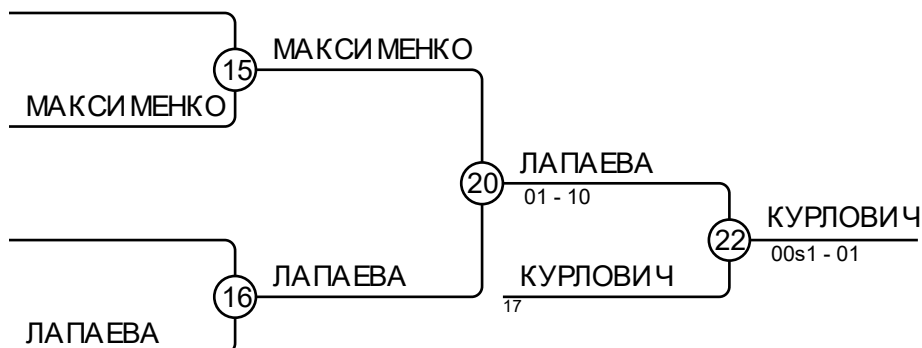 МАКСИМЕНКО
15
МАКСИМЕНКО
ЛАПАЕВА
20
01 - 10
КУРЛОВИЧ
22
00s1 - 01
ЛАПАЕВА
КУРЛОВИЧ
16
17
ЛАПАЕВА